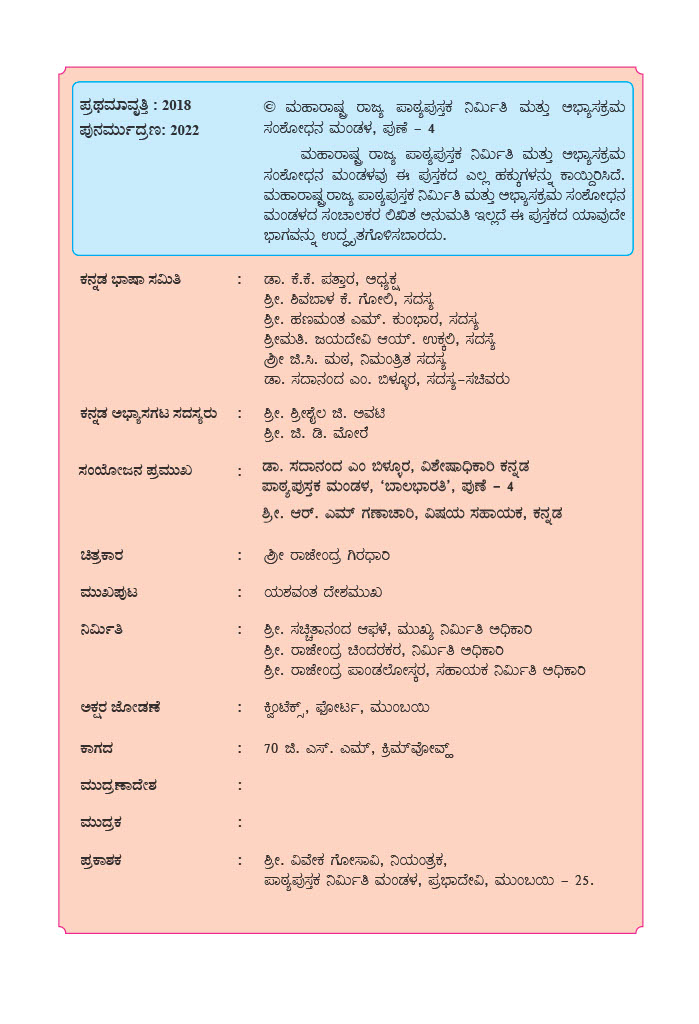 ಪ್ರಥಮಾವೃತ್ತಿ : 2018
ಪುನರ್ಮುದ್ರಣ: 2022
© ಮಹಾರಾಷ್ಟ್ರ ರಾಜ್ಯ ಪಾಠ್ಯಪುಸ್ತಕ ನಿರ್ಮಿತಿ ಮತ್ತು ಅಭ್ಯಾಸಕ್ರಮ
ಸಂಶೋಧನ ಮಂಡಳ, ಪುಣೆ – 4
ಮಹಾರಾಷ್ಟ್ರ ರಾಜ್ಯ ಪಾಠ್ಯಪುಸ್ತಕ ನಿರ್ಮಿತಿ ಮತ್ತು ಅಭ್ಯಾಸಕ್ರಮ
ಸಂಶೋಧನ ಮಂಡಳವು ಈ ಪುಸ್ತಕದ ಎಲ್ಲ ಹಕ್ಕುಗಳನ್ನು ಕಾಯ್ದಿರಿಸಿದೆ.
ಮಹಾರಾಷ್ಟ್ರ ರಾಜ್ಯ ಪಾಠ್ಯಪುಸ್ತಕ ನಿರ್ಮಿತಿ ಮತ್ತು ಅಭ್ಯಾಸಕ್ರಮ ಸಂಶೋಧನ
ಮಂಡಳದ ಸಂಚಾಲಕರ ಲಿಖಿತ ಅನುಮತಿ ಇಲ್ಲದೆ ಈ ಪುಸ್ತಕದ ಯಾವುದೇ
ಭಾಗವನ್ನು ಉದ್ಧೃತಗೊಳಿಸಬಾರದು.
ಕನ್ನಡ ಭಾಷಾ ಸಮಿತಿ : ಡಾ. ಕೆ.ಕೆ. ಪತ್ತಾರ, ಅಧ್ಯಕ್ಷ
ಶ್ರೀ. ಶಿವಬಾಳ ಕೆ. ಗೋಲಿ, ಸದಸ್ಯ
ಶ್ರೀ. ಹಣಮಂತ ಎಮ್. ಕುಂಭಾರ, ಸದಸ್ಯ
ಶ್ರೀಮತಿ. ಜಯದೇವಿ ಆಯ್. ಉಕ್ಕಲಿ, ಸದಸ್ಯೆ
ಶ್ರೀ ಜಿ.ಸಿ. ಮಠ, ನಿಮಂತ್ರಿತ ಸದಸ್ಯ
ಡಾ. ಸದಾನಂದ ಎಂ. ಬಿಳ್ಳೂರ, ಸದಸ್ಯ-ಸಚಿವರು
ಕನ್ನಡ ಅಭ್ಯಾಸಗಟ ಸದಸ್ಯರು : ಶ್ರೀ. ಶ್ರೀಶೈಲ ಜಿ. ಅವಟಿ
ಶ್ರೀ. ಜಿ. ಡಿ. ಮೋರೆ
ಸಂಯೋಜನ ಪ್ರಮುಖ : ಡಾ. ಸದಾನಂದ ಎಂ ಬಿಳ್ಳೂರ, ವಿಶೇಷಾಧಿಕಾರಿ ಕನ್ನಡ
ಪಾಠ್ಯಪುಸ್ತಕ ಮಂಡಳ, ‘ಬಾಲಭಾರತಿ’, ಪುಣೆ – 4
ಶ್ರೀ. ಆರ್. ಎಮ್ ಗಣಾಚಾರಿ, ವಿಷಯ ಸಹಾಯಕ, ಕನ್ನಡ
ಚಿತ್ರಕಾರ : ಶ್ರೀ ರಾಜೇಂದ್ರ ಗಿರಧಾರಿ
ಮುಖಪುಟ : ಯಶವಂತ ದೇಶಮುಖ
ನಿರ್ಮಿತಿ : ಶ್ರೀ. ಸಚ್ಚಿತಾನಂದ ಆಫಳೆ, ಮುಖ್ಯ ನಿರ್ಮಿತಿ ಅಧಿಕಾರಿ
ಶ್ರೀ. ರಾಜೇಂದ್ರ ಚಿಂದರಕರ, ನಿರ್ಮಿತಿ ಅಧಿಕಾರಿ
ಶ್ರೀ. ರಾಜೇಂದ್ರ ಪಾಂಡಲೋಸ್ಕರ, ಸಹಾಯಕ ನಿರ್ಮಿತಿ ಅಧಿಕಾರಿ
ಅಕ್ಷರ ಜೋಡಣೆ : ಕ್ವಿಂಟೆಕ್ಸ್, ಫೋರ್ಟ, ಮುಂಬಯಿ
ಕಾಗದ : 70 ಜಿ. ಎಸ್. ಎಮ್, ಕ್ರಿಮ್‌ವೋವ್ಹ್
ಮುದ್ರಣಾದೇಶ :
ಮುದ್ರಕ :
ಪ್ರಕಾಶಕ : ಶ್ರೀ. ವಿವೇಕ ಗೋಸಾವಿ, ನಿಯಂತ್ರಕ,
ಪಾಠ್ಯಪುಸ್ತಕ ನಿರ್ಮಿತಿ ಮಂಡಳ, ಪ್ರಭಾದೇವಿ, ಮುಂಬಯಿ – 25.